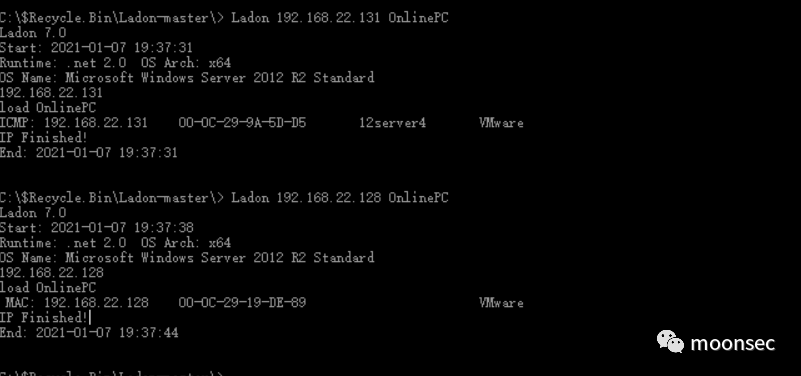 C:\$Recycle.Bin\Ladon-master\> Ladon 192.168.22.131 OnlinePC
Ladon 7.0
Start: 2021-01-07 19:37:31
Runtime: .net 2.0  OS Arch: x64
OS Name: Microsoft Windows Server 2012 R2 Standard
192.168.22.131
load OnlinePC
ICMP: 192.168.22.131    00-0C-29-9A-5D-D5    12server4    VMware
IP Finished!
End: 2021-01-07 19:37:31
C:\$Recycle.Bin\Ladon-master\> Ladon 192.168.22.128 OnlinePC
Ladon 7.0
Start: 2021-01-07 19:37:38
Runtime: .net 2.0  OS Arch: x64
OS Name: Microsoft Windows Server 2012 R2 Standard
192.168.22.128
load OnlinePC
MAC: 192.168.22.128    00-0C-29-19-DE-89    VMware
IP Finished!
End: 2021-01-07 19:37:44
moonsec